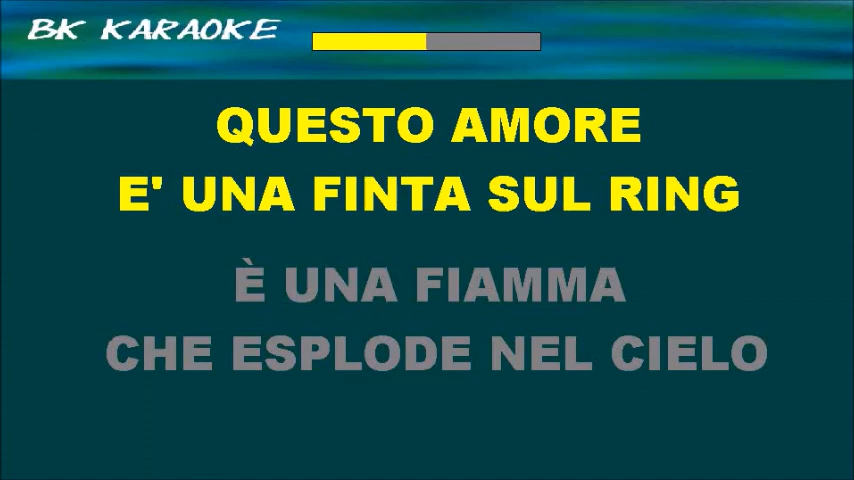 BK KARAOKE
QUESTO AMORE
E' UNA FINTA SUL RING
È UNA FIAMMA
CHE ESPLODE NEL CIELO